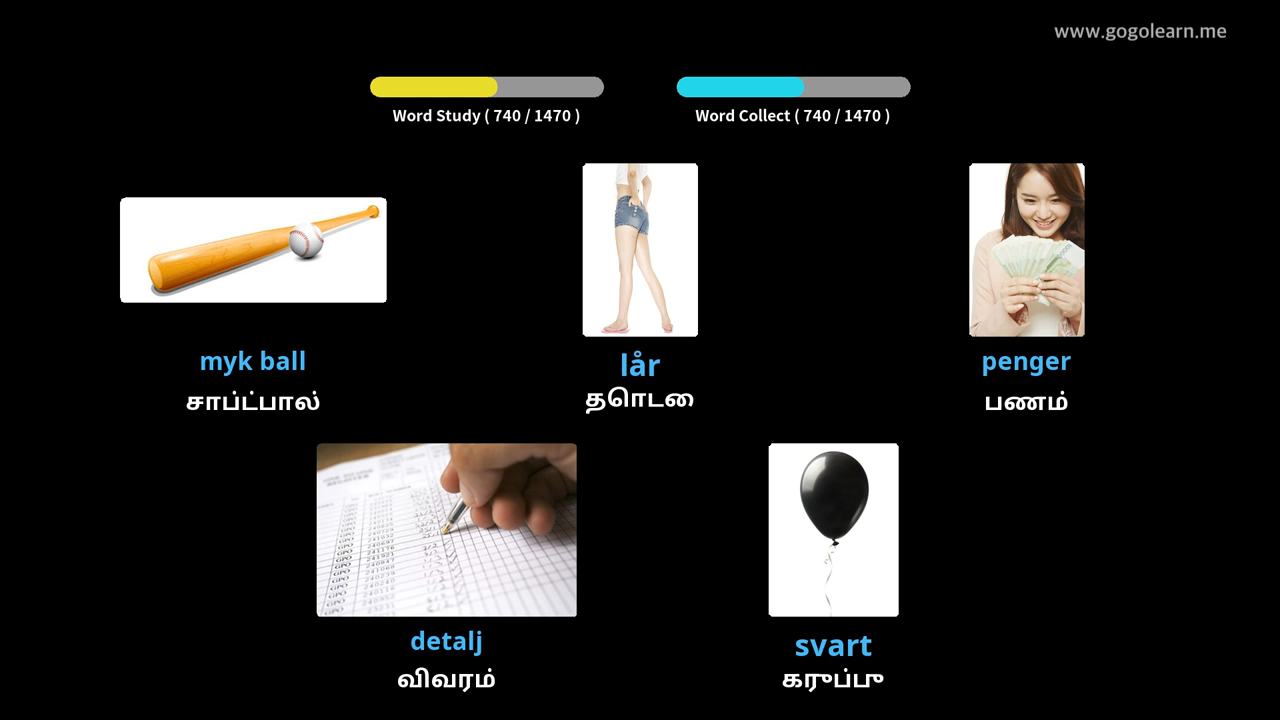 www.gogolearn.me
Word Study ( 740 / 1470 )
Word Collect ( 740 / 1470 )
myk ball
சாப்ட்பால்
lår
தொடை
penger
பணம்
detalj
விவரம்
svart
கருப்பு